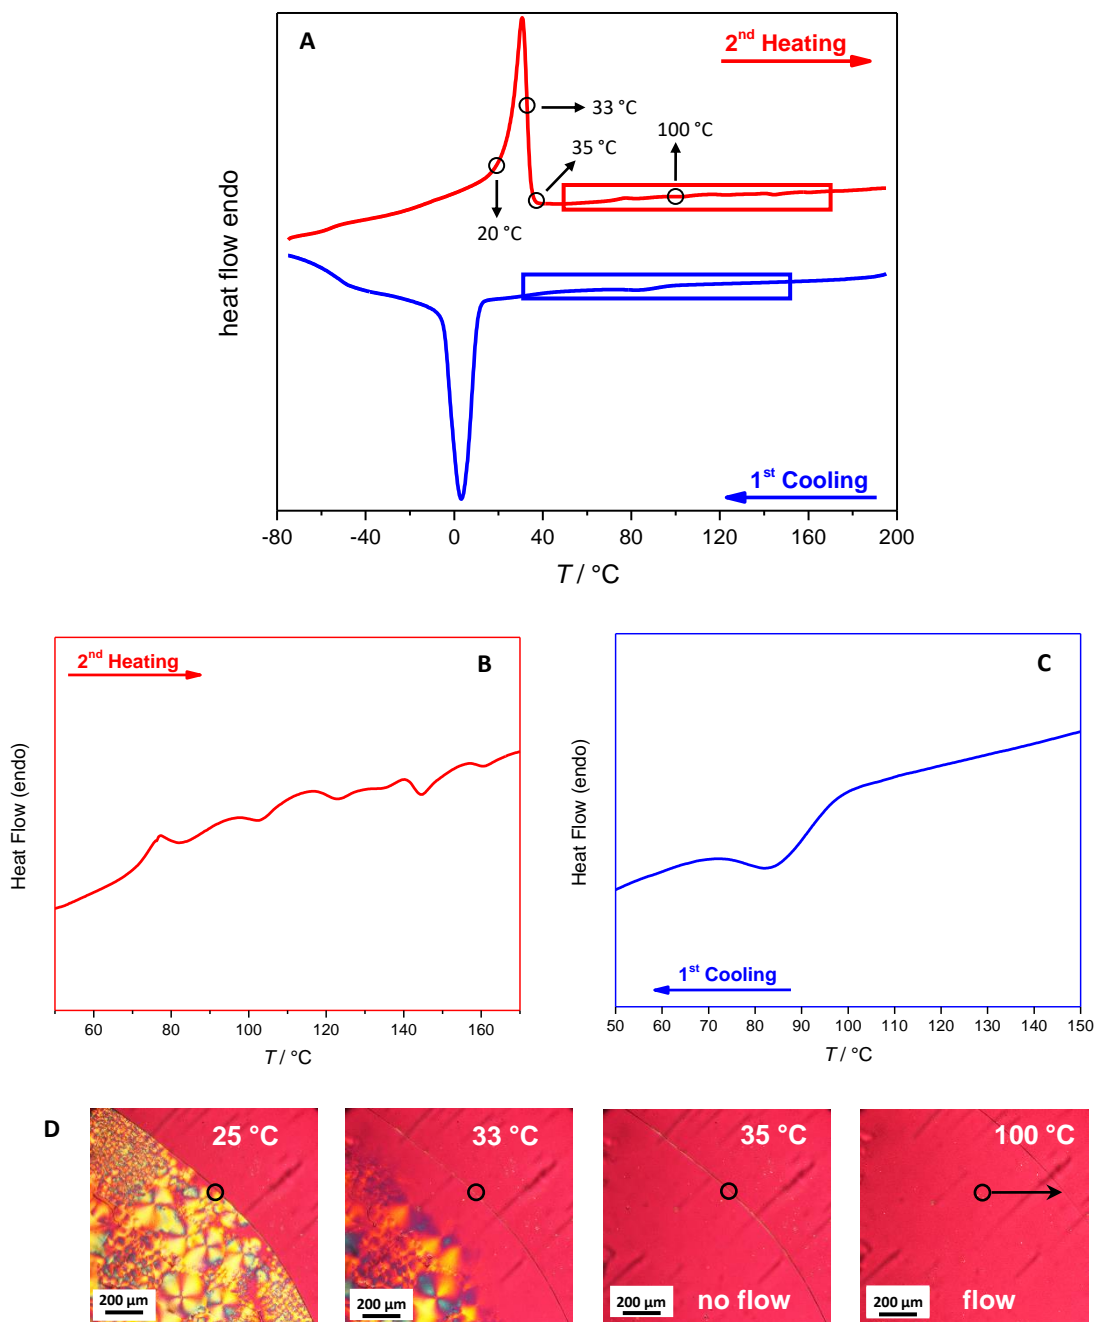 A
2nd Heating
33 °C
35 °C
100 °C
20 °C
heat flow endo
1st Cooling
-80 -40 0 40 80 120 160 200
T / °C
2nd Heating
B
Heat Flow (endo)
60 80 100 120 140 160
T / °C
C
Heat Flow (endo)
1st Cooling
50 60 70 80 90 100 110 120 130 140 150
T / °C
D
25 °C
200 µm
33 °C
200 µm
35 °C
200 µm
no flow
100 °C
200 µm
flow